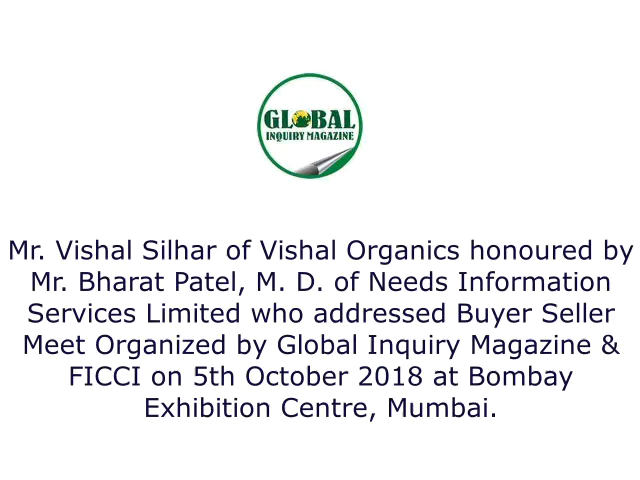 GLOBAL
INQUIRY MAGAZINE
Mr. Vishal Silhar of Vishal Organics honoured by
Mr. Bharat Patel, M. D. of Needs Information
Services Limited who addressed Buyer Seller
Meet Organized by Global Inquiry Magazine &
FICCI on 5th October 2018 at Bombay
Exhibition Centre, Mumbai.